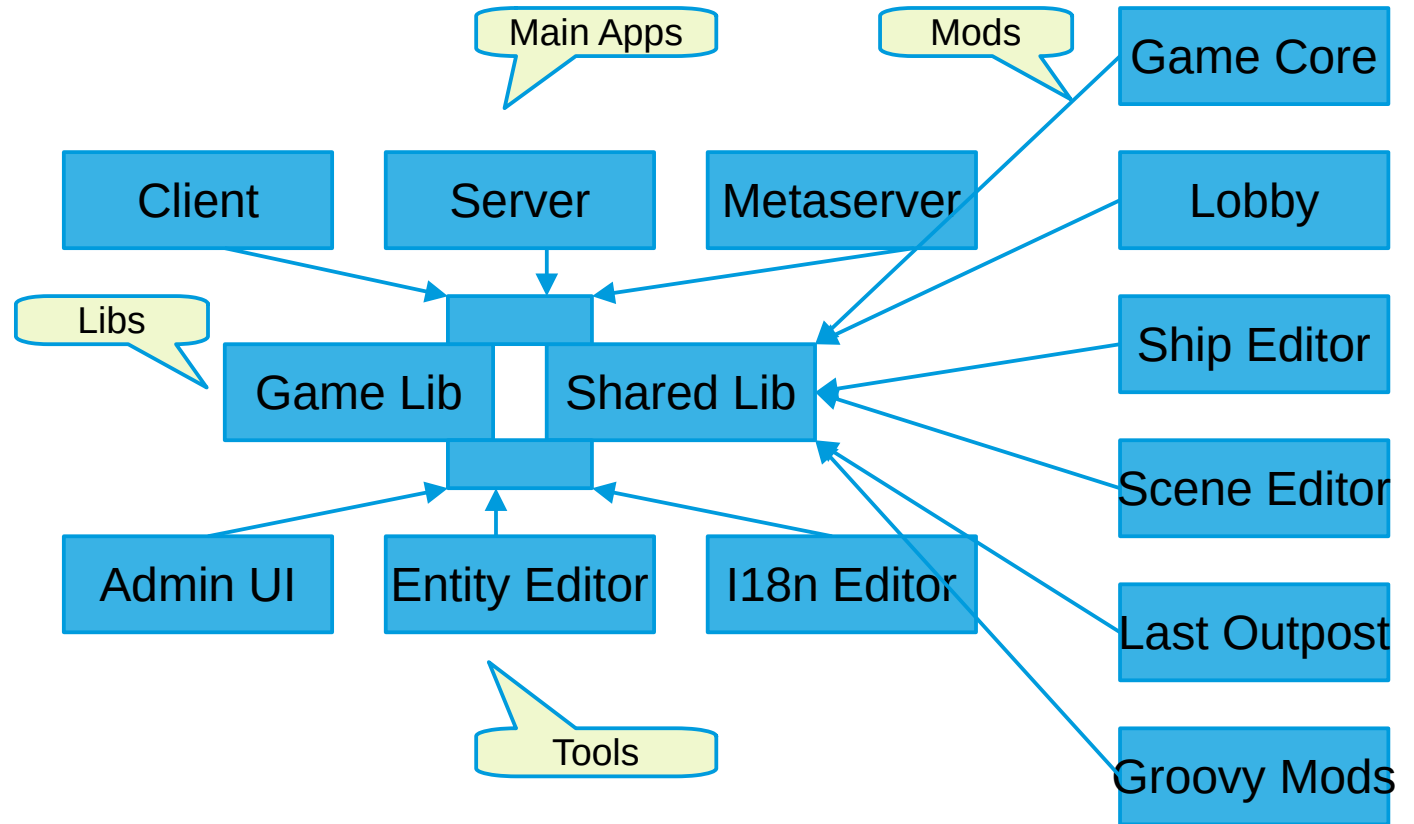 Main Apps
Mods
Game Core
Client
Server
Metaserver
Lobby
Libs
Ship Editor
Game Lib
Shared Lib
Scene Editor
Admin UI
Entity Editor
I18n Editor
Last Outpost
Tools
Groovy Mods